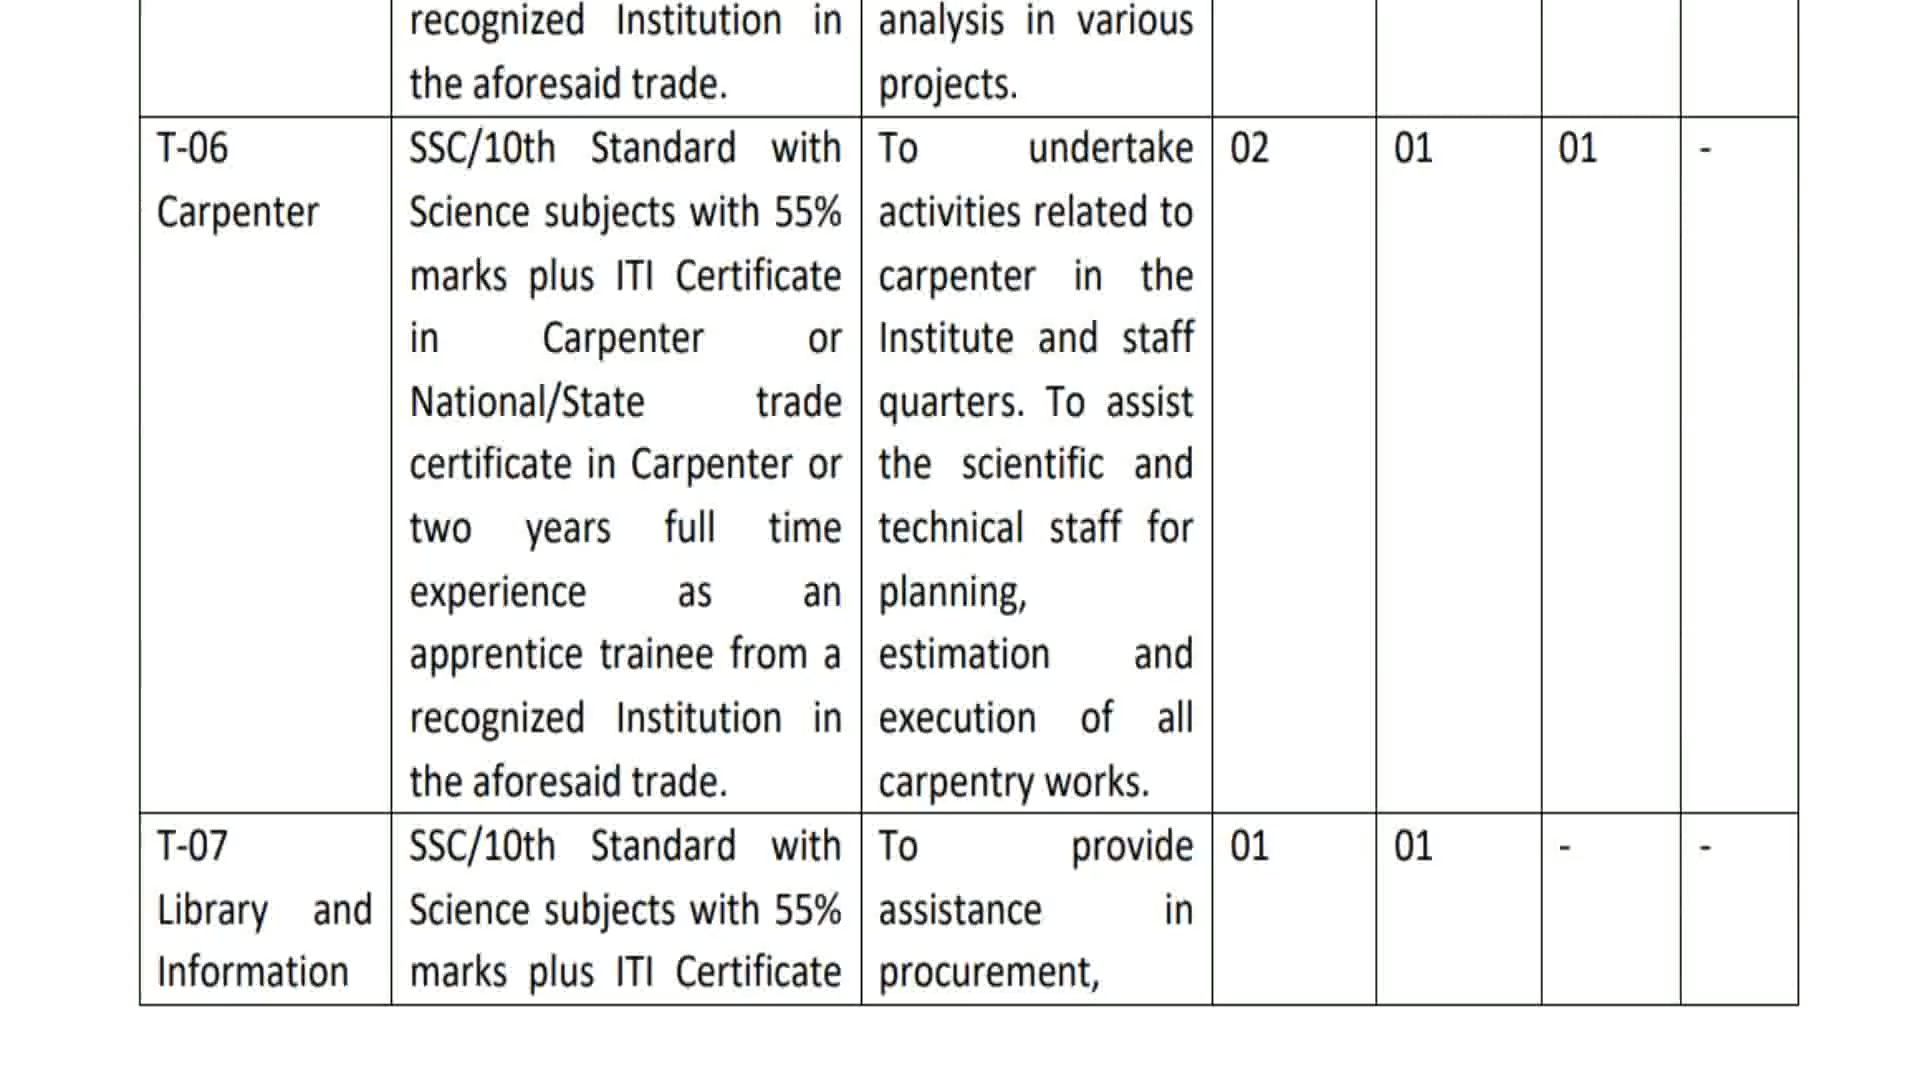 recognized Institution in
the aforesaid trade.
analysis in various
projects.
T-06
Carpenter
SSC/10th Standard with
Science subjects with 55%
marks plus ITI Certificate
in Carpenter or
National/State trade
certificate in Carpenter or
two years full time
experience as an
apprentice trainee from a
recognized Institution in
the aforesaid trade.
To undertake
activities related to
carpenter in the
Institute and staff
quarters. To assist
the scientific and
technical staff for
planning,
estimation and
execution of all
carpentry works.
02
01
01
-
T-07
Library and
Information
SSC/10th Standard with
Science subjects with 55%
marks plus ITI Certificate
To provide
assistance in
procurement,
01
01
-
-